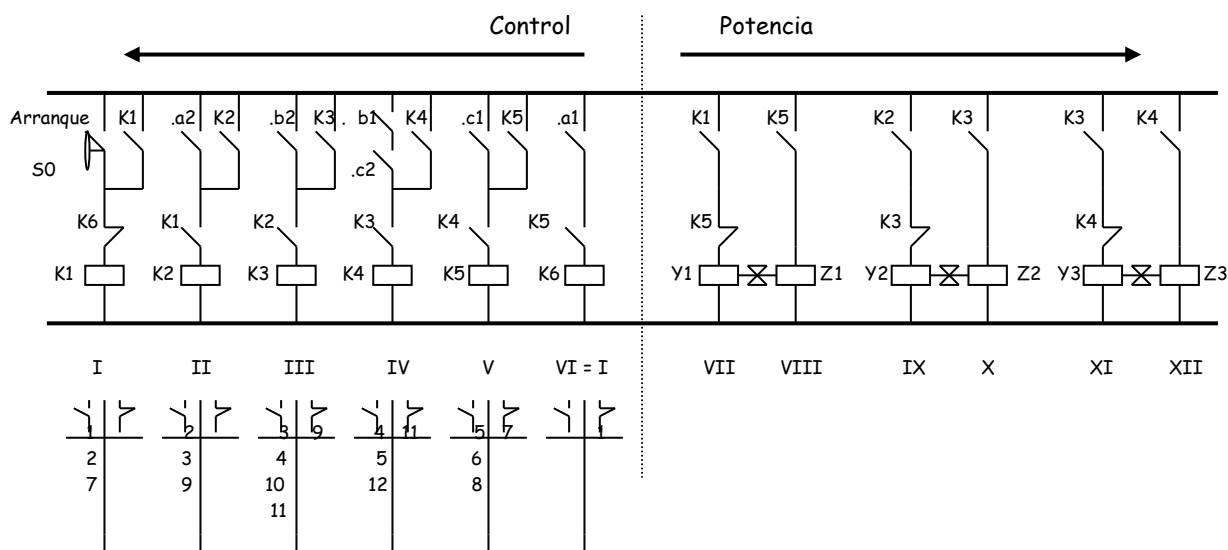 Control Potencia
Arranque K1 .a2 K2 .b2 K3 . b1 K4 .c1 K5 .a1 K1 K5 K2 K3 K3 K4
S0 .c2
K6 K1 K2 K3 K4 K5 K5 K3 K4
K1 K2 K3 K4 K5 K6 Y1 Z1 Y2 Z2 Y3 Z3
I II III IV V VI = I VII VIII IX X XI XII
1 2 3 9 4 11 5 7 1
2 3 4 5 6
7 9 10 12 8
11